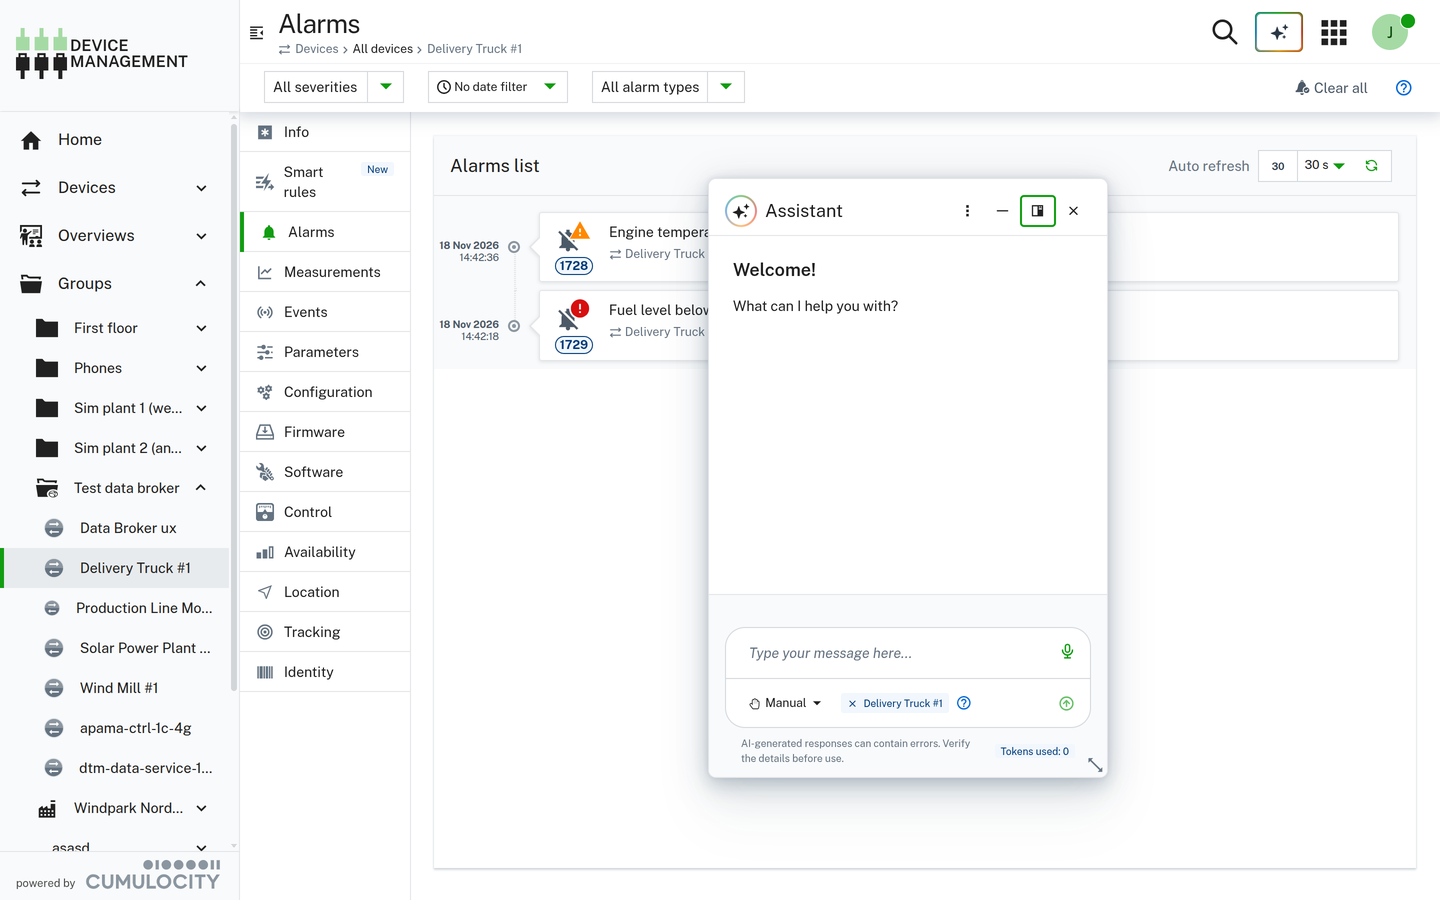 DEVICE
MANAGEMENT
Home
Devices
Overviews
Groups
First floor
Phones
Sim plant 1 (we...
Sim plant 2 (an...
Test data broker
Data Broker ux
Delivery Truck #1
Production Line Mo...
Solar Power Plant ...
Wind Mill #1
apama-ctrl-1c-4g
dtm-data-service-1...
Windpark Nord...
asasd
powered by CUMULOCITY
Alarms
Devices > All devices > Delivery Truck #1
J
All severities
No date filter
All alarm types
Clear all
Info
Smart rules New
Alarms
Measurements
Events
Parameters
Configuration
Firmware
Software
Control
Availability
Location
Tracking
Identity
Alarms list
Auto refresh 30 30 s
18 Nov 2026
14:42:36
1728
Engine tempera
Delivery Truck
18 Nov 2026
14:42:18
1729
Fuel level below
Delivery Truck
Assistant
Welcome!
What can I help you with?
Type your message here...
Manual
× Delivery Truck #1
AI-generated responses can contain errors. Verify
the details before use.
Tokens used: 0